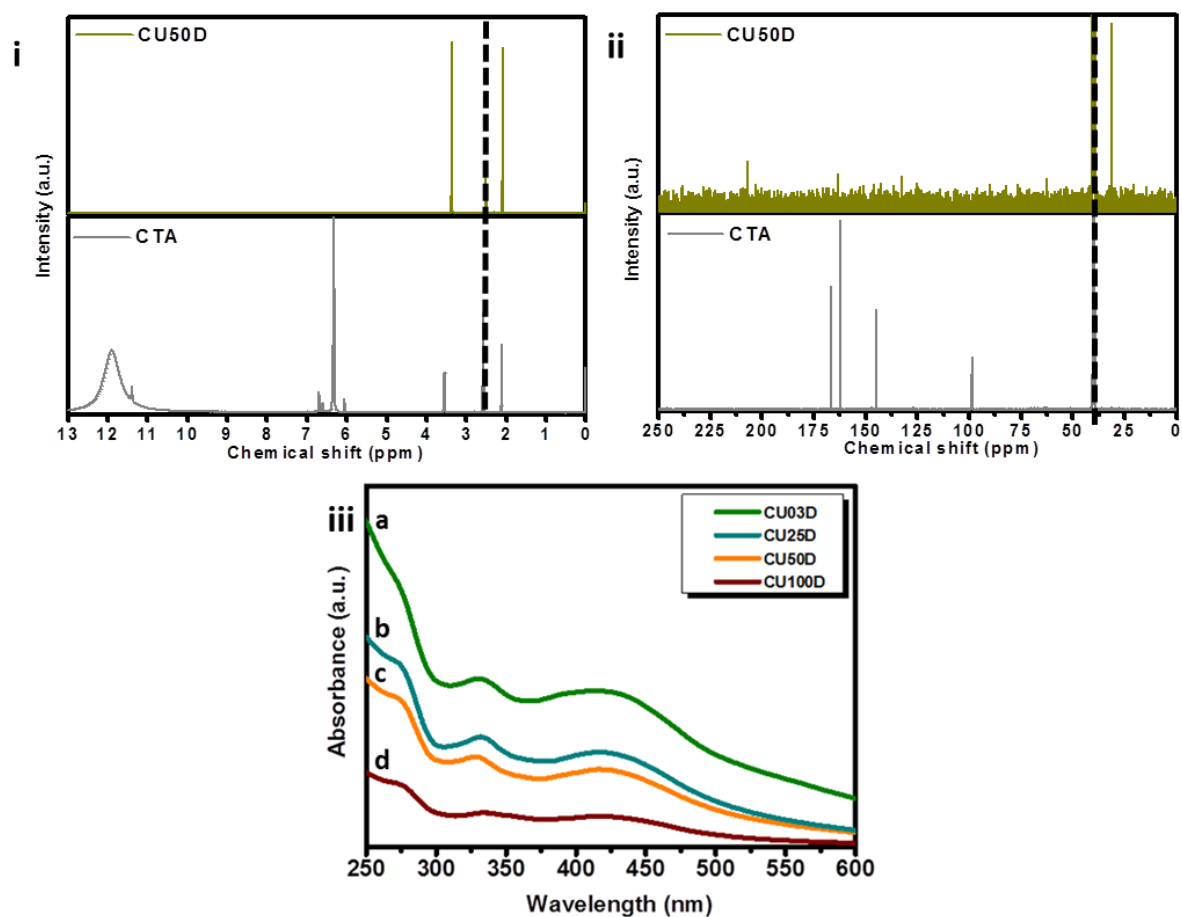 i
CU50D
CTA
Intensity (a.u.)
13 12 11 10 9 8 7 6 5 4 3 2 1 0
Chemical shift (ppm)
ii
CU50D
CTA
Intensity (a.u.)
250 225 200 175 150 125 100 75 50 25 0
Chemical shift (ppm)
iii
a
b
c
d
CU03D
CU25D
CU50D
CU100D
Absorbance (a.u.)
250 300 350 400 450 500 550 600
Wavelength (nm)